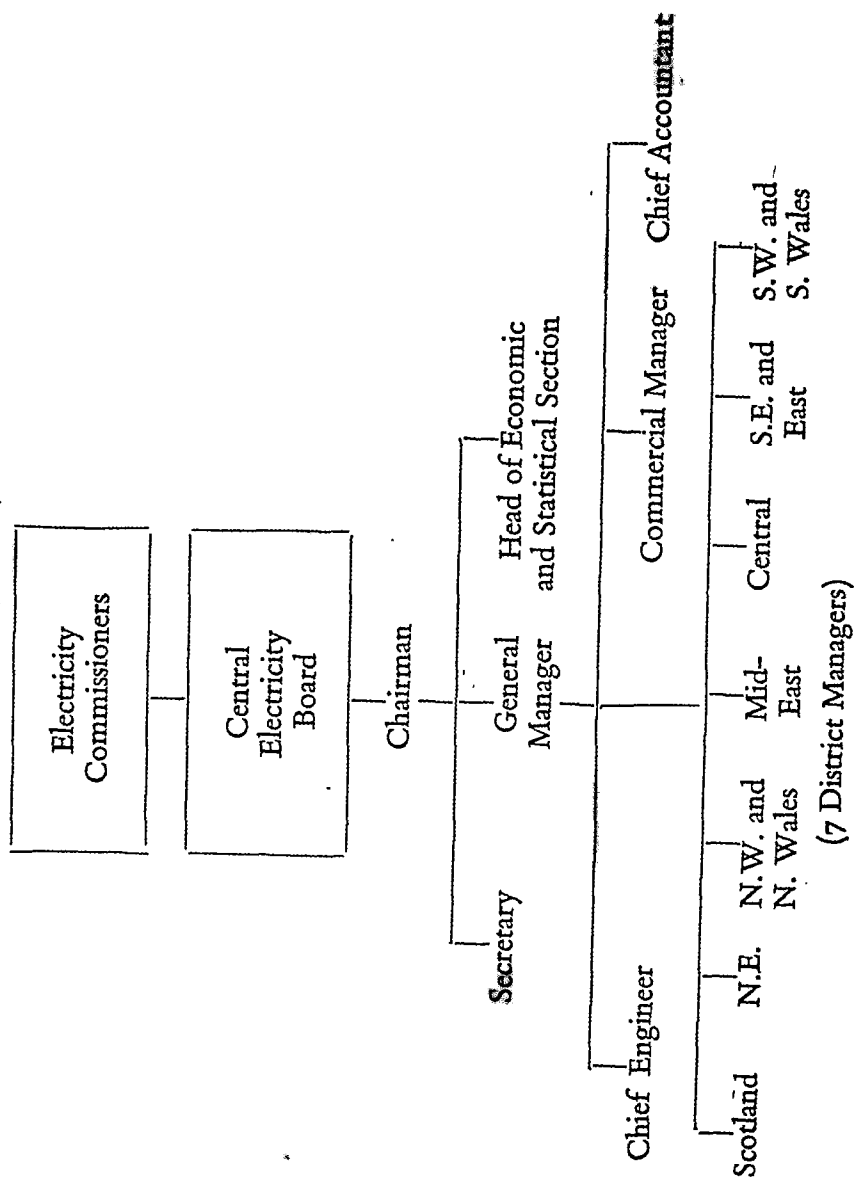 Electricity
Commissioners
Central
Electricity
Board
Chairman
Secretary
General
Manager
Head of Economic
and Statistical Section
Chief Engineer
Commercial Manager
Chief Accountant
Scotland
N.E.
N.W. and
N. Wales
Mid-
East
Central
S.E. and
East
S.W. and
S. Wales
(7 District Managers)